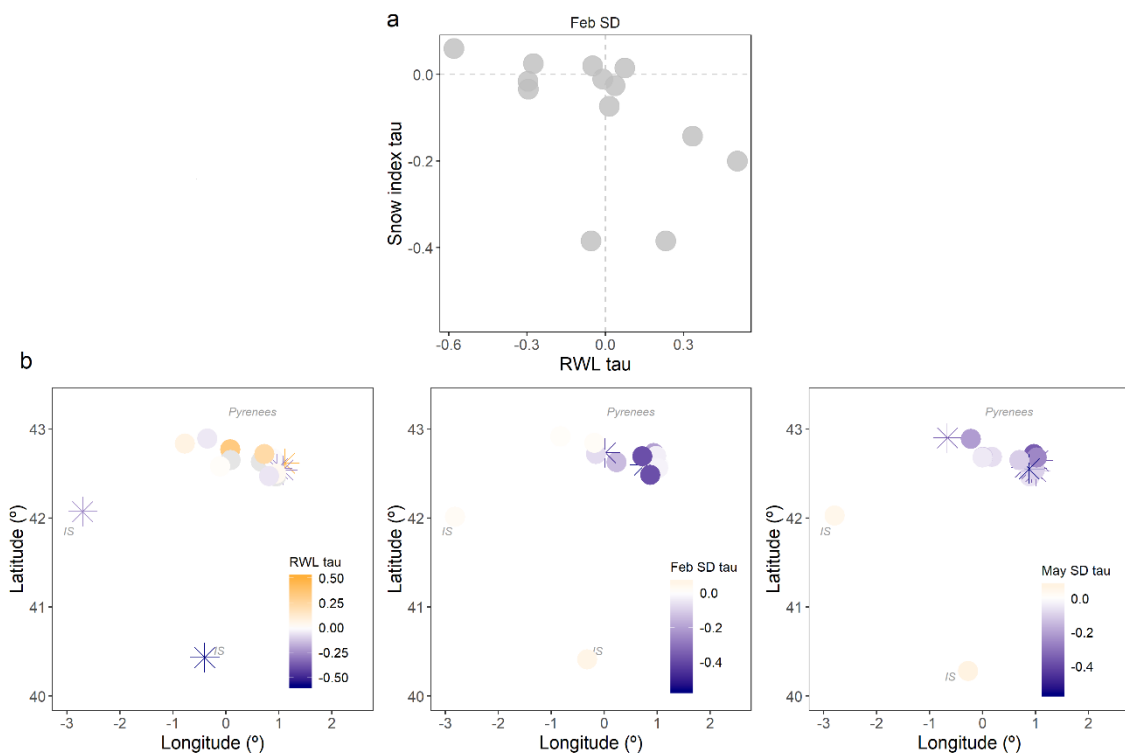 a
Feb SD
Snow index tau
0.0
-0.2
-0.4
-0.6
-0.3
0.0
0.3
RWL tau
b
Latitude (º)
43
42
41
40
Pyrenees
IS
IS
RWL tau
0.50
0.25
0.00
-0.25
-0.50
-3 -2 -1 0 1 2
Longitude (º)
Latitude (º)
43
42
41
40
Pyrenees
IS
IS
Feb SD tau
0.0
-0.2
-0.4
-3 -2 -1 0 1 2
Longitude (º)
Latitude (º)
43
42
41
40
Pyrenees
IS
IS
May SD tau
0.0
-0.2
-0.4
-3 -2 -1 0 1 2
Longitude (º)